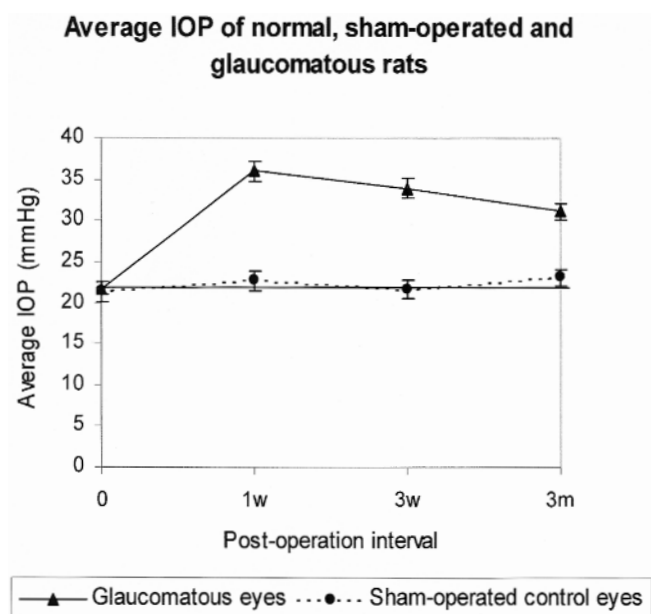 Average IOP of normal, sham-operated and
glaucomatous rats
Average IOP (mmHg)
40
35
30
25
20
15
10
5
0
0 1w 3w 3m
Post-operation interval
Glaucomatous eyes Sham-operated control eyes